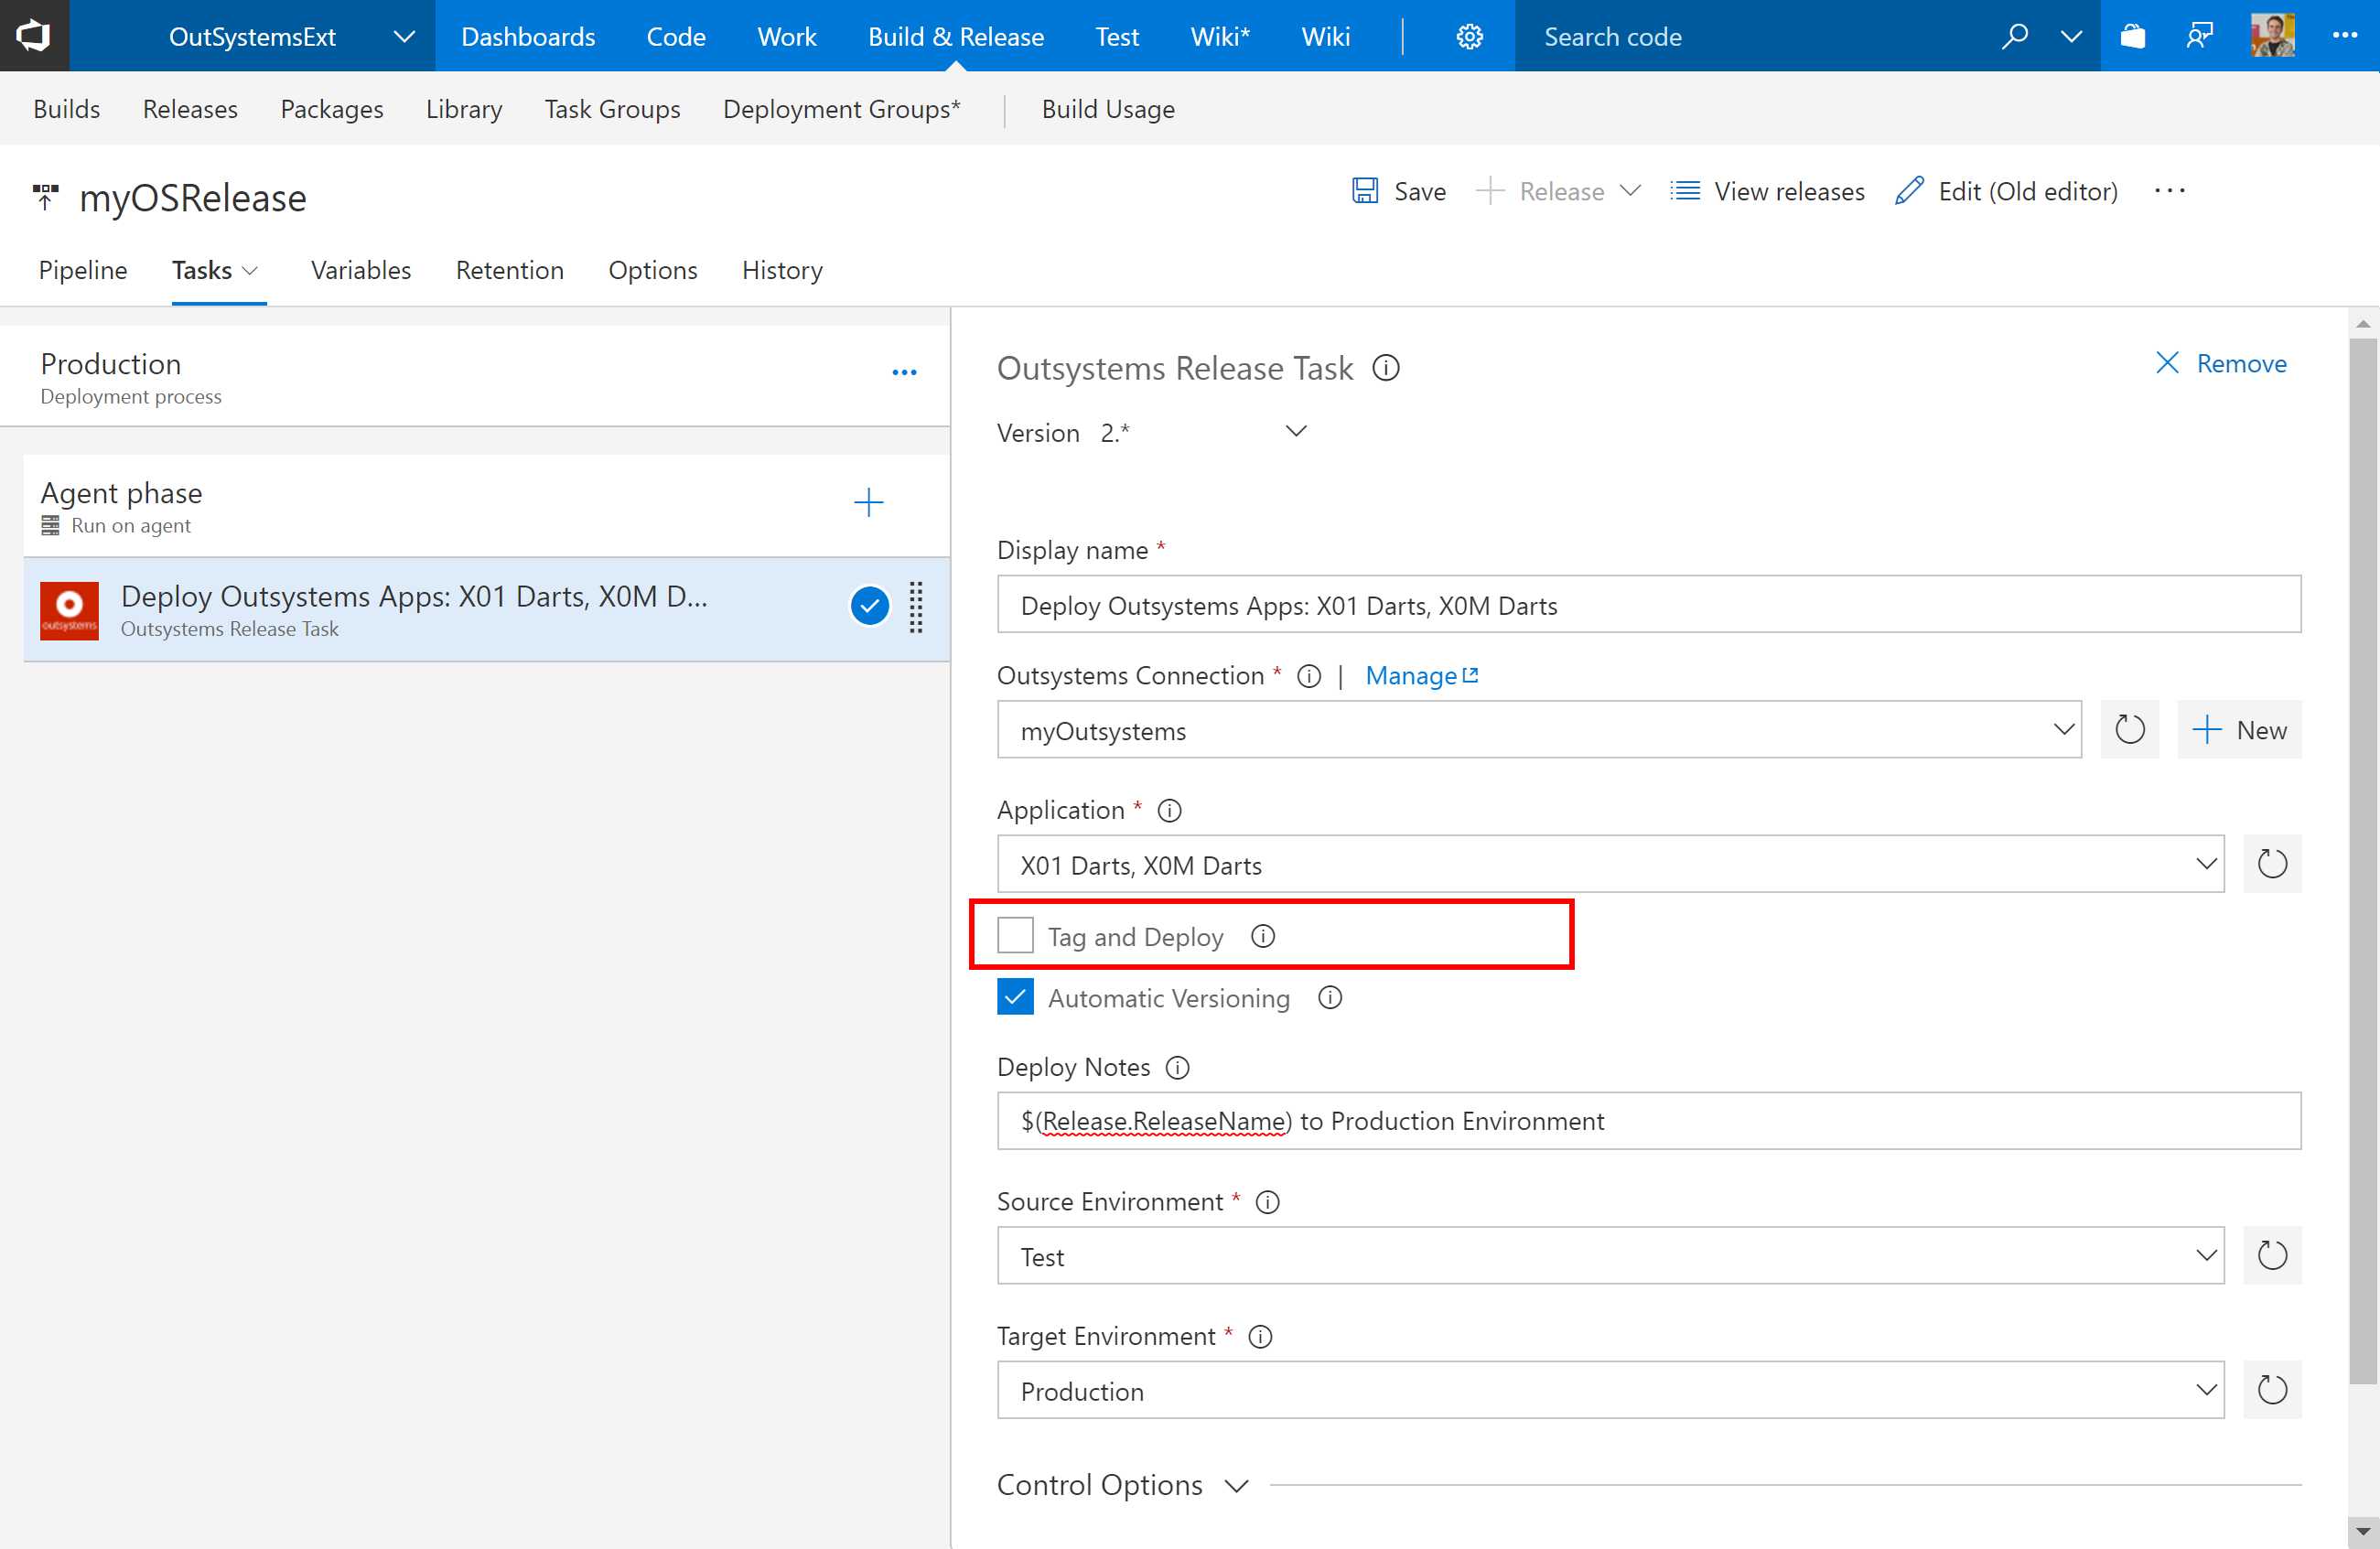 OutSystemsExt Dashboards Code Work Build & Release Test Wiki* Wiki Search code
Builds Releases Packages Library Task Groups Deployment Groups* Build Usage
myOSRelease Save Release View releases Edit (Old editor) ...
Pipeline Tasks Variables Retention Options History
Production
Deployment process
Agent phase
Run on agent
outsystems
Deploy Outsystems Apps: X01 Darts, X0M D...
Outsystems Release Task
Outsystems Release Task Remove
Version 2.*
Display name *
Deploy Outsystems Apps: X01 Darts, X0M Darts
Outsystems Connection * | Manage
myOutsystems New
Application *
X01 Darts, X0M Darts
Tag and Deploy
Automatic Versioning
Deploy Notes
$(Release.ReleaseName) to Production Environment
Source Environment *
Test
Target Environment *
Production
Control Options